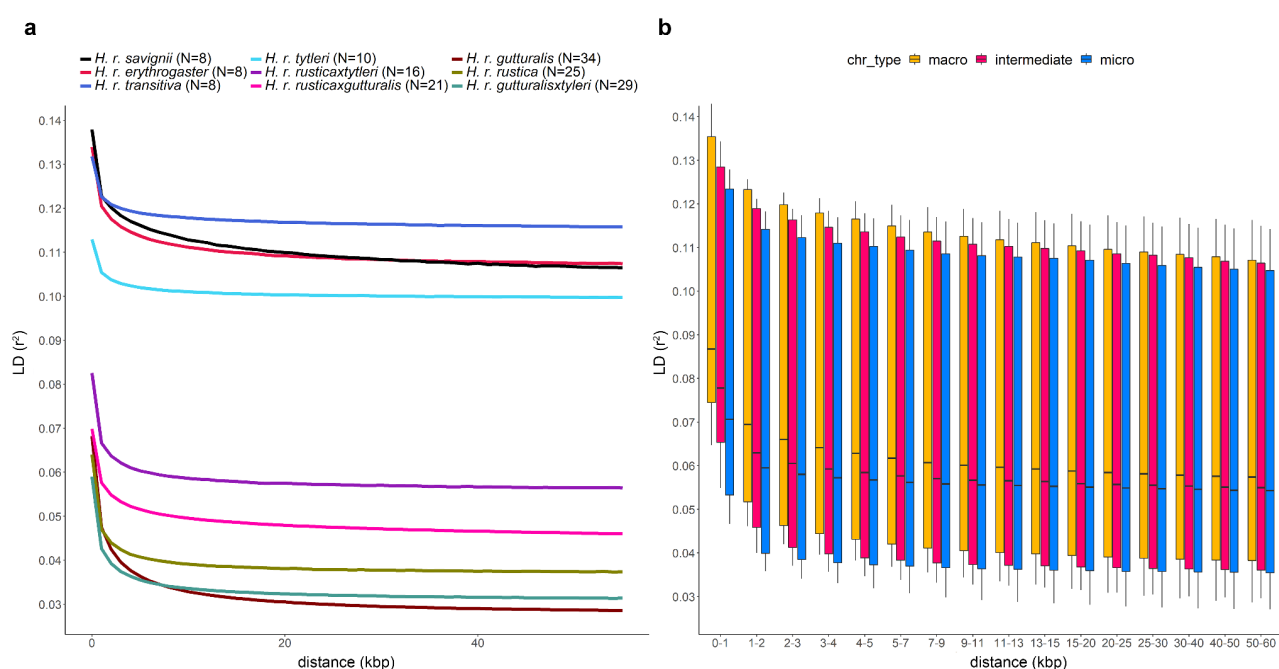 a
H. r. savignii (N=8) H. r. tytleri (N=10) H. r. gutturalis (N=34)
H. r. erythrogaster (N=8) H. r. rusticaxtytleri (N=16) H. r. rustica (N=25)
H. r. transitiva (N=8) H. r. rusticaxgutturalis (N=21) H. r. gutturalisxtyleri (N=29)
LD (r²)
0.14
0.13
0.12
0.11
0.10
0.09
0.08
0.07
0.06
0.05
0.04
0.03
0 20 40
distance (kbp)
b
chr_type macro intermediate micro
LD (r²)
0.14
0.13
0.12
0.11
0.10
0.09
0.08
0.07
0.06
0.05
0.04
0.03
0-1 1-2 2-3 3-4 4-5 5-7 7-9 9-11 11-13 13-15 15-20 20-25 25-30 30-40 40-50 50-60
distance (kbp)